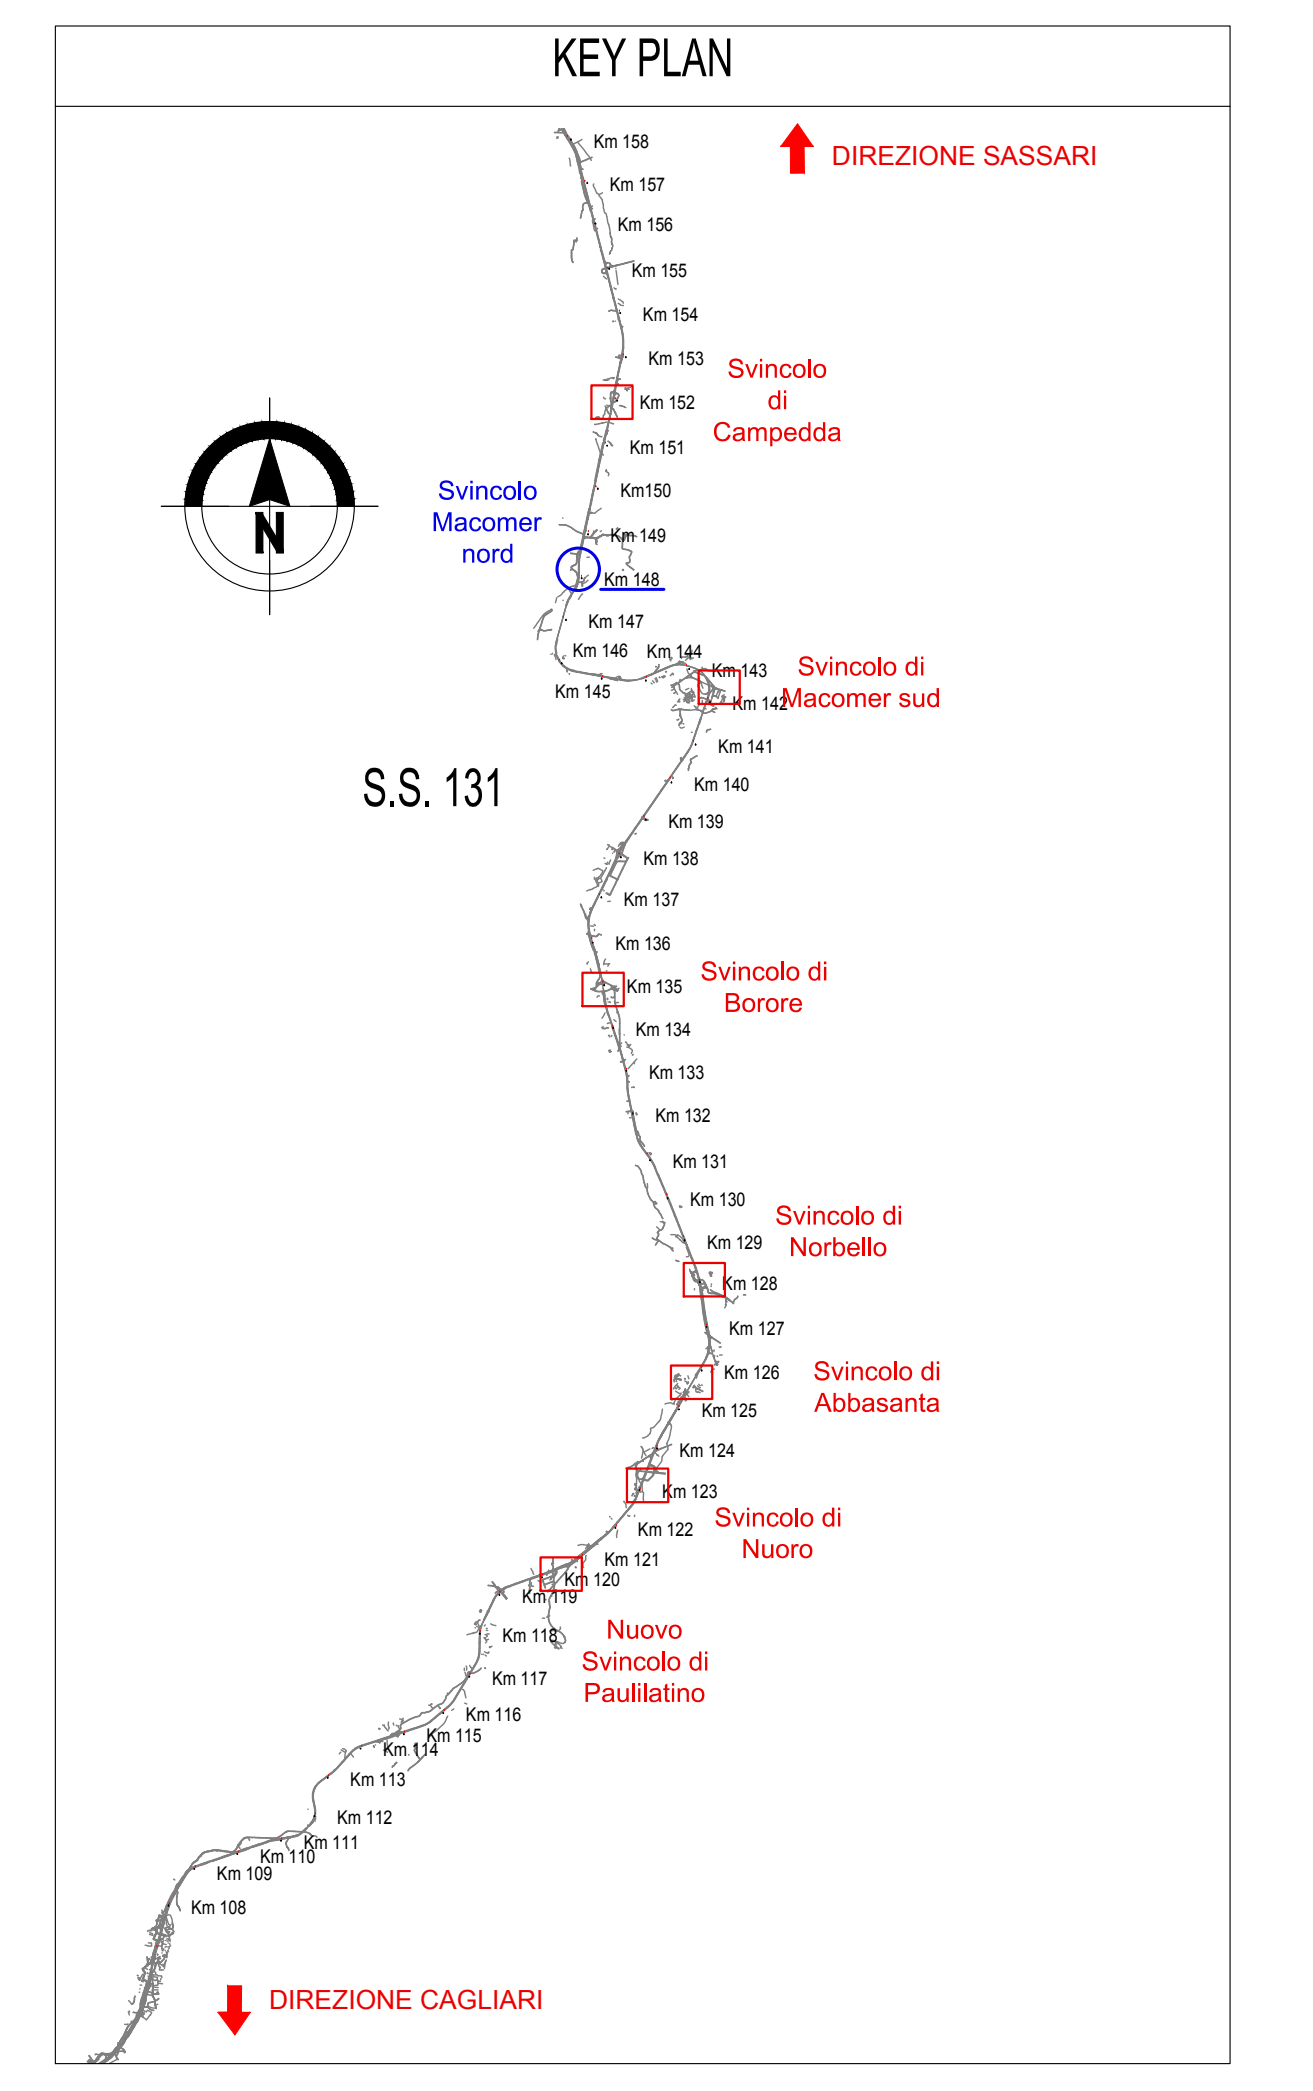 KEY PLAN
Km 158
DIREZIONE SASSARI
Km 157
Km 156
Km 155
Km 154
Km 153
Svincolo
di
Campedda
Km 152
Km 151
Km150
Svincolo
Macomer
nord
Km 149
N
Km 148
Km 147
Km 146
Km 144
Km 143
Km 145
Km 142
Svincolo di
Macomer sud
Km 141
S.S. 131
Km 140
Km 139
Km 138
Km 137
Km 136
Km 135
Svincolo di
Borore
Km 134
Km 133
Km 132
Km 131
Km 130
Svincolo di
Norbello
Km 129
Km 128
Km 127
Km 126
Svincolo di
Abbasanta
Km 125
Km 124
Km 123
Svincolo di
Nuoro
Km 122
Km 121
Km 120
Km 119
Nuovo
Svincolo di
Paulilatino
Km 118
Km 117
Km 116
Km 115
Km 114
Km 113
Km 112
Km 111
Km 110
Km 109
Km 108
DIREZIONE CAGLIARI